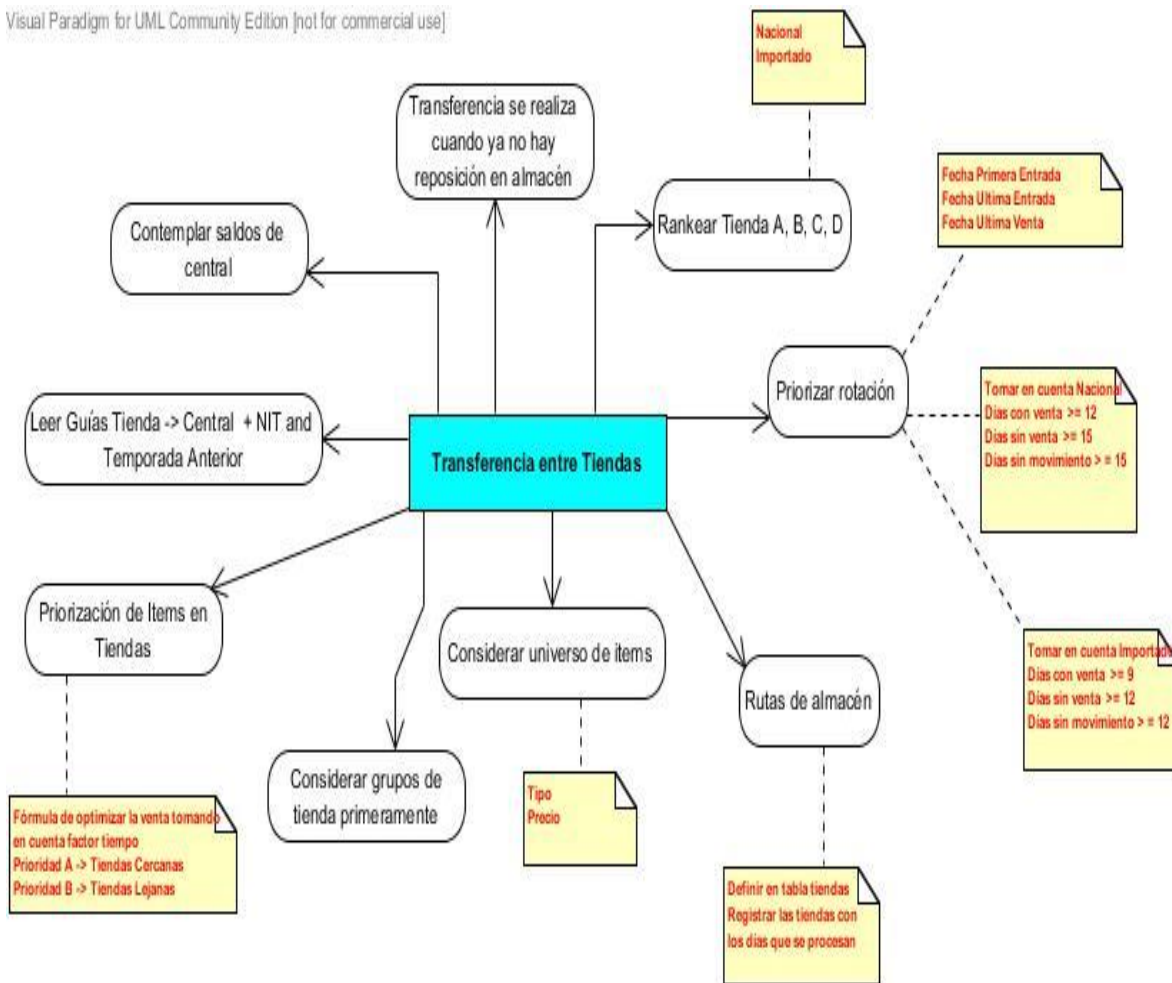 Visual Paradigm for UML Community Edition [not for commercial use]
Nacional
Importado
Transferencia se realiza
cuando ya no hay
reposición en almacén
Rankear Tienda A, B, C, D
Fecha Primera Entrada
Fecha Ultima Entrada
Fecha Ultima Venta
Contemplar saldos de
central
Priorizar rotación
Tomar en cuenta Nacional
Días con venta >= 12
Días sin venta >= 15
Días sin movimiento > = 15
Leer Guías Tienda -> Central + NIT and
Temporada Anterior
Transferencia entre Tiendas
Priorización de Items en
Tiendas
Considerar universo de ítems
Rutas de almacén
Tomar en cuenta Importado
Días con venta >= 9
Días sin venta >= 12
Días sin movimiento > = 12
Considerar grupos de
tienda primeramente
Tipo
Precio
Fórmula de optimizar la venta tomando
en cuenta factor tiempo
Prioridad A -> Tiendas Cercanas
Prioridad B -> Tiendas Lejanas
Definir en tabla tiendas
Registrar las tiendas con
los días que se procesan